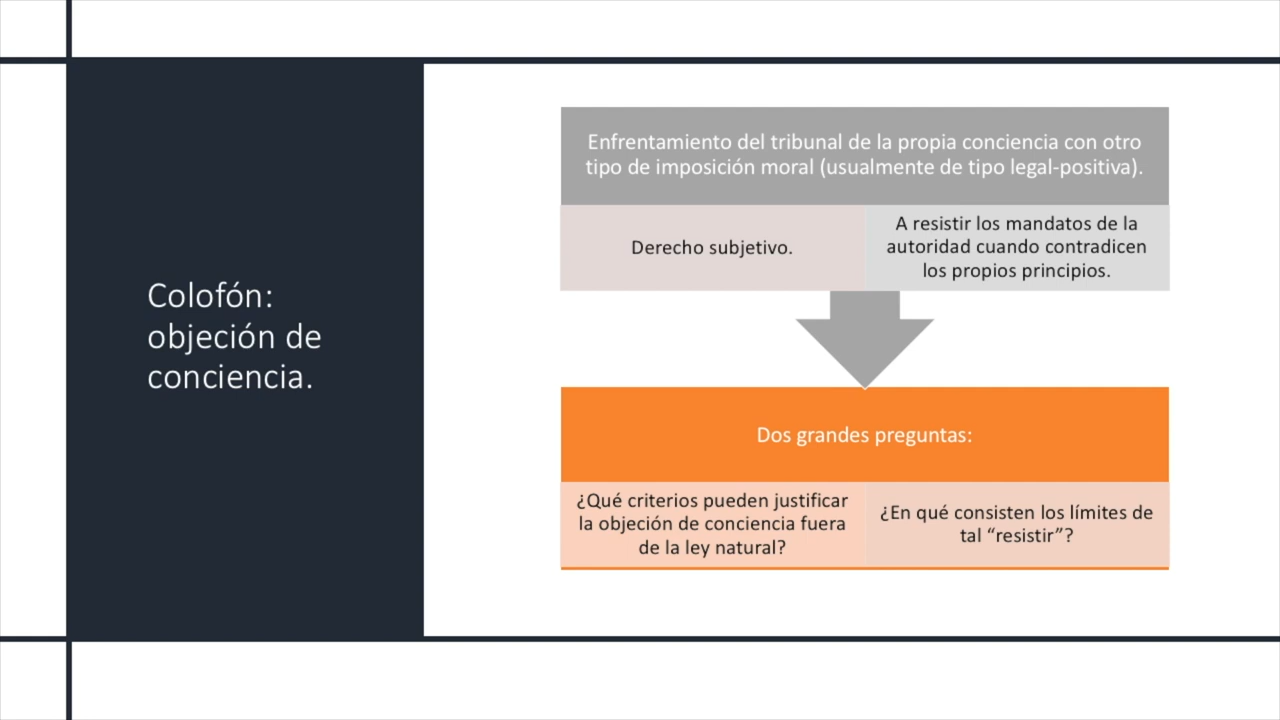 Colofón:
objeción de
conciencia.
Enfrentamiento del tribunal de la propia conciencia con otro
tipo de imposición moral (usualmente de tipo legal-positiva).
Derecho subjetivo.
A resistir los mandatos de la
autoridad cuando contradicen
los propios principios.
Dos grandes preguntas:
¿Qué criterios pueden justificar
la objeción de conciencia fuera
de la ley natural?
¿En qué consisten los límites de
tal “resistir”?